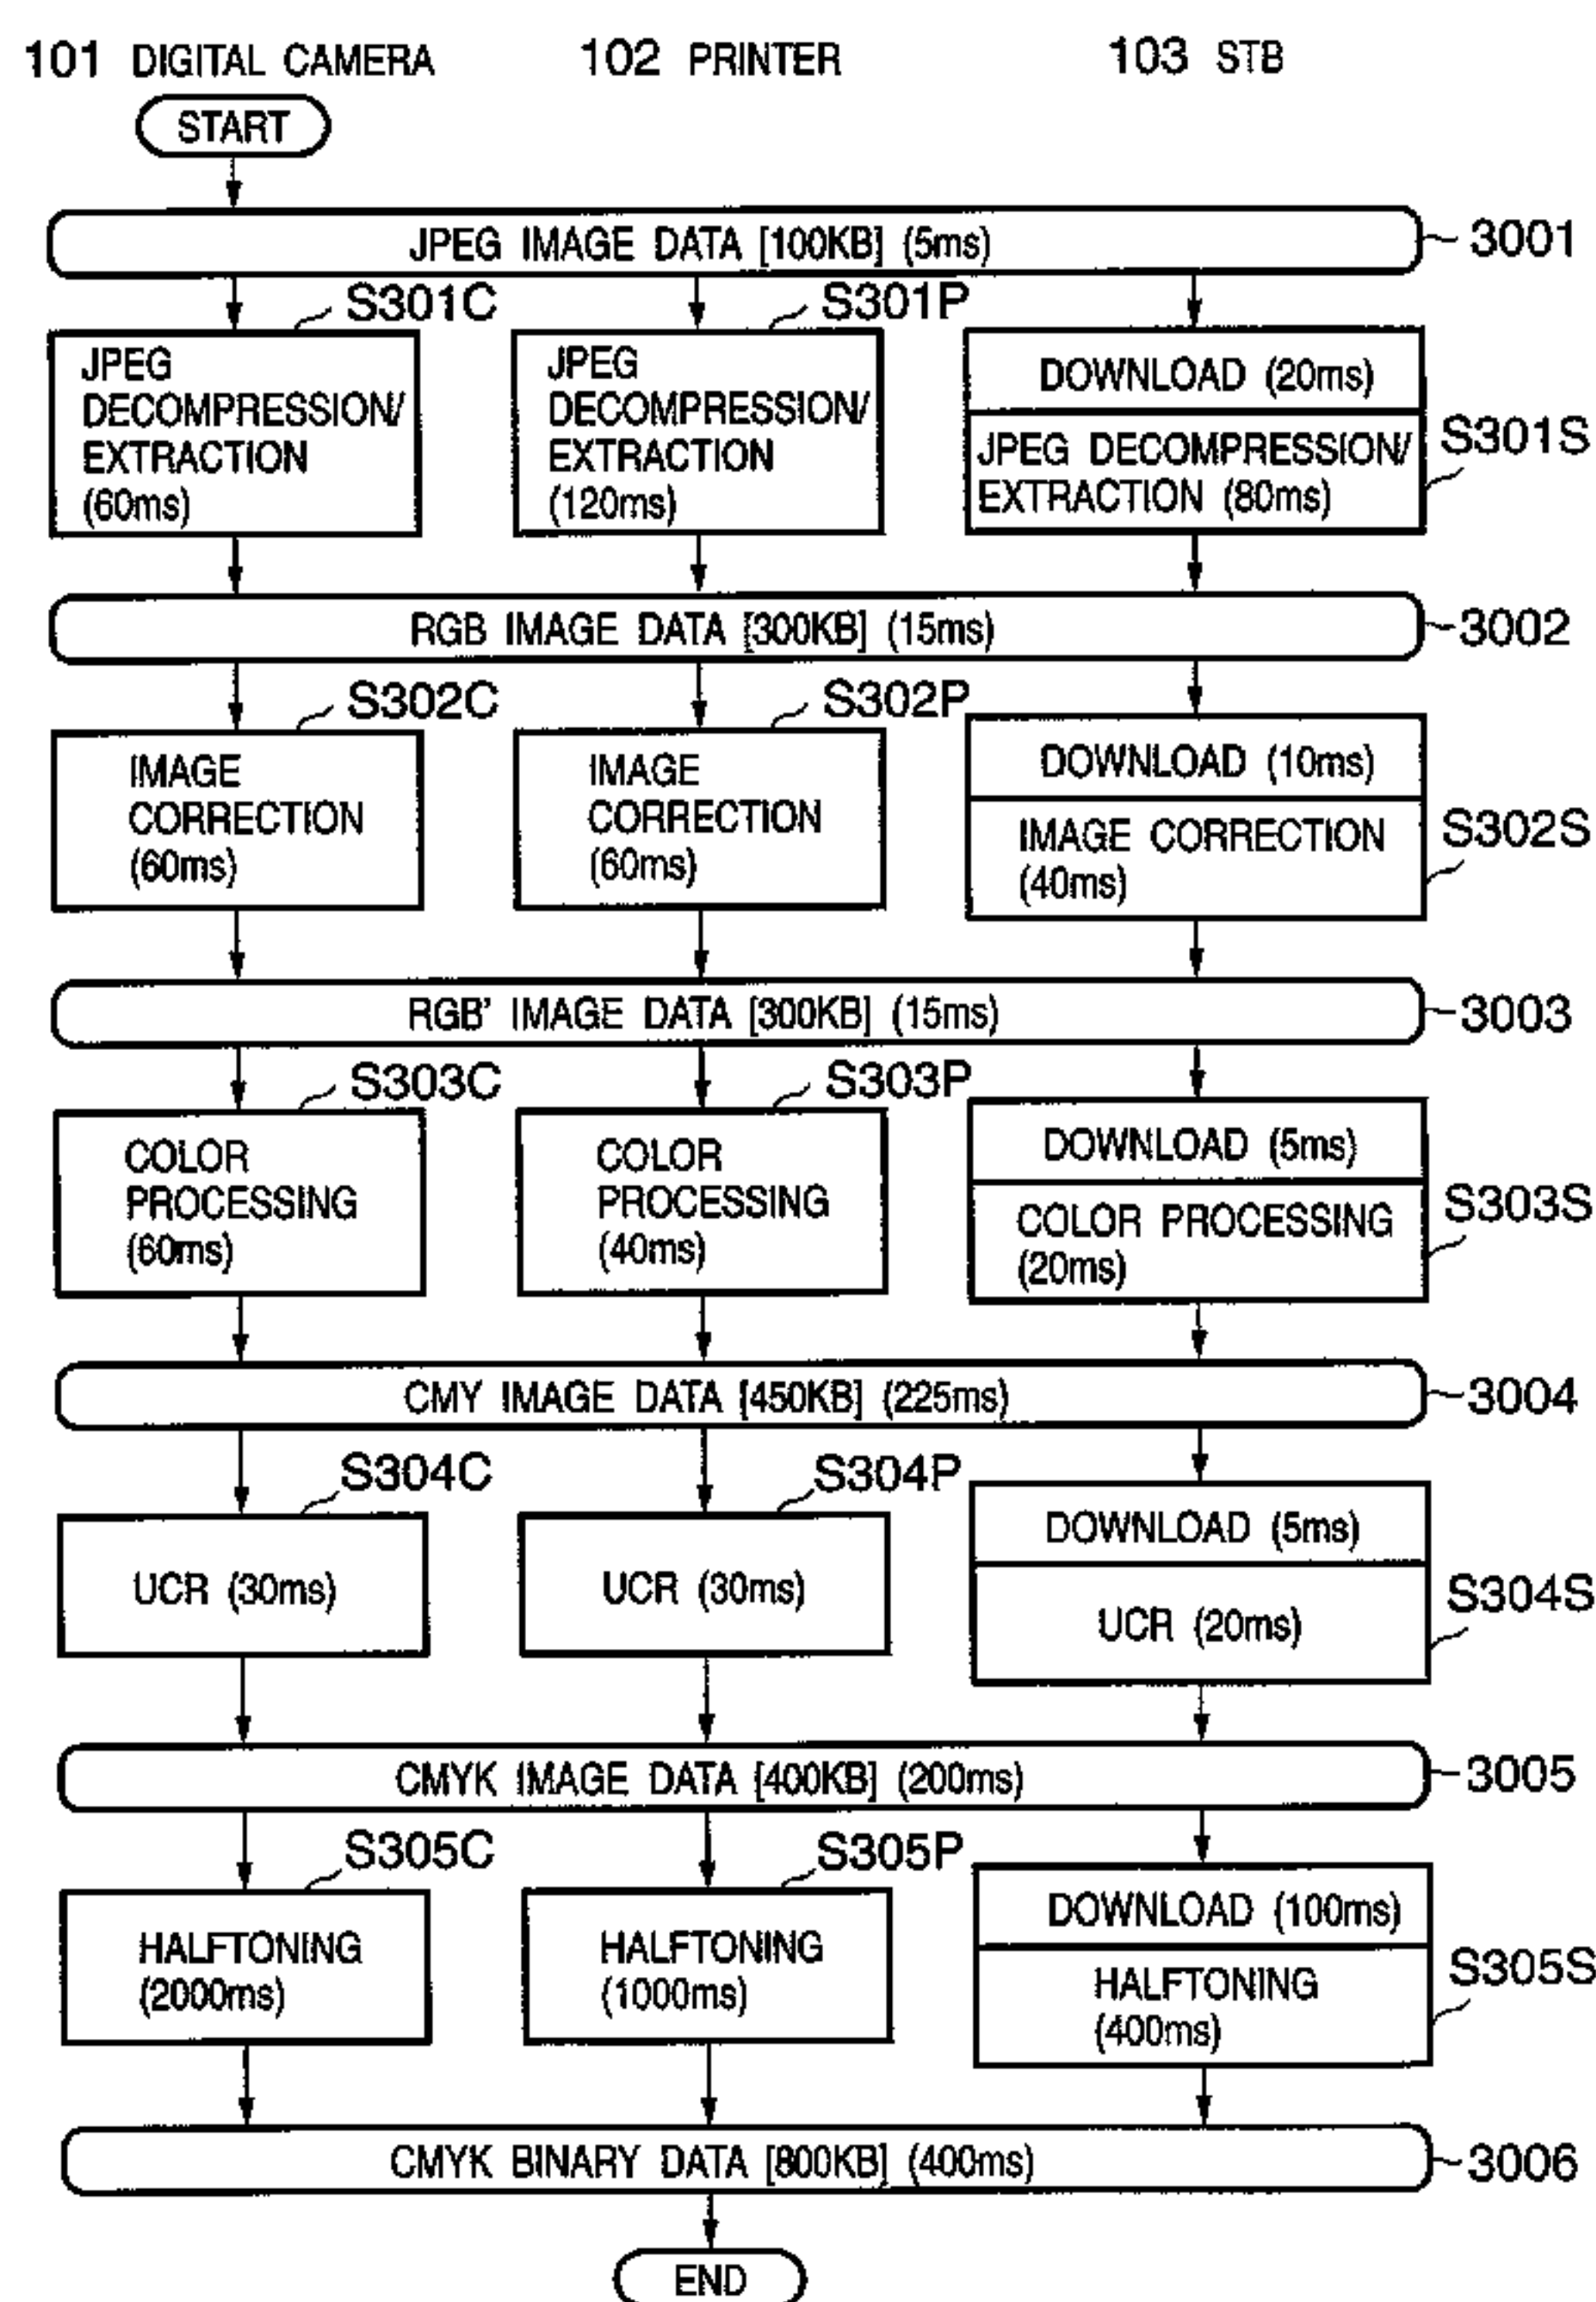 101 DIGITAL CAMERA
102 PRINTER
103 STB
START
JPEG IMAGE DATA [100KB] (5ms)
3001
S301C
S301P
JPEG
DECOMPRESSION/
EXTRACTION
(60ms)
JPEG
DECOMPRESSION/
EXTRACTION
(120ms)
DOWNLOAD (20ms)
JPEG DECOMPRESSION/
EXTRACTION (80ms)
S301S
RGB IMAGE DATA [300KB] (15ms)
3002
S302C
S302P
IMAGE
CORRECTION
(60ms)
IMAGE
CORRECTION
(60ms)
DOWNLOAD (10ms)
IMAGE CORRECTION
(40ms)
S302S
RGB' IMAGE DATA [300KB] (15ms)
3003
S303C
S303P
COLOR
PROCESSING
(60ms)
COLOR
PROCESSING
(40ms)
DOWNLOAD (5ms)
COLOR PROCESSING
(20ms)
S303S
CMY IMAGE DATA [450KB] (225ms)
3004
S304C
S304P
UCR (30ms)
UCR (30ms)
DOWNLOAD (5ms)
UCR (20ms)
S304S
CMYK IMAGE DATA [400KB] (200ms)
3005
S305C
S305P
HALFTONING
(2000ms)
HALFTONING
(1000ms)
DOWNLOAD (100ms)
HALFTONING
(400ms)
S305S
CMYK BINARY DATA [800KB] (400ms)
3006
END